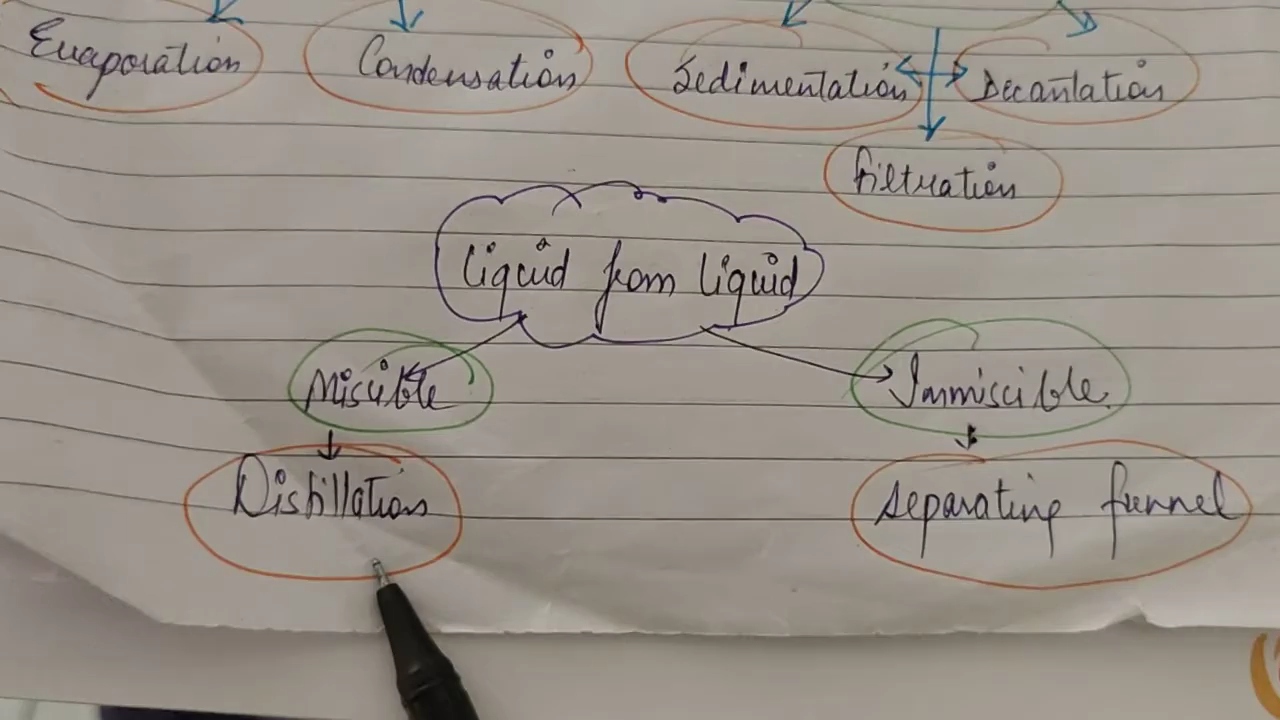 Evaporation Condensation Sedimentation Decantation
Filtration
Liquid from Liquid
Miscible Immiscible.
Distillation separating funnel